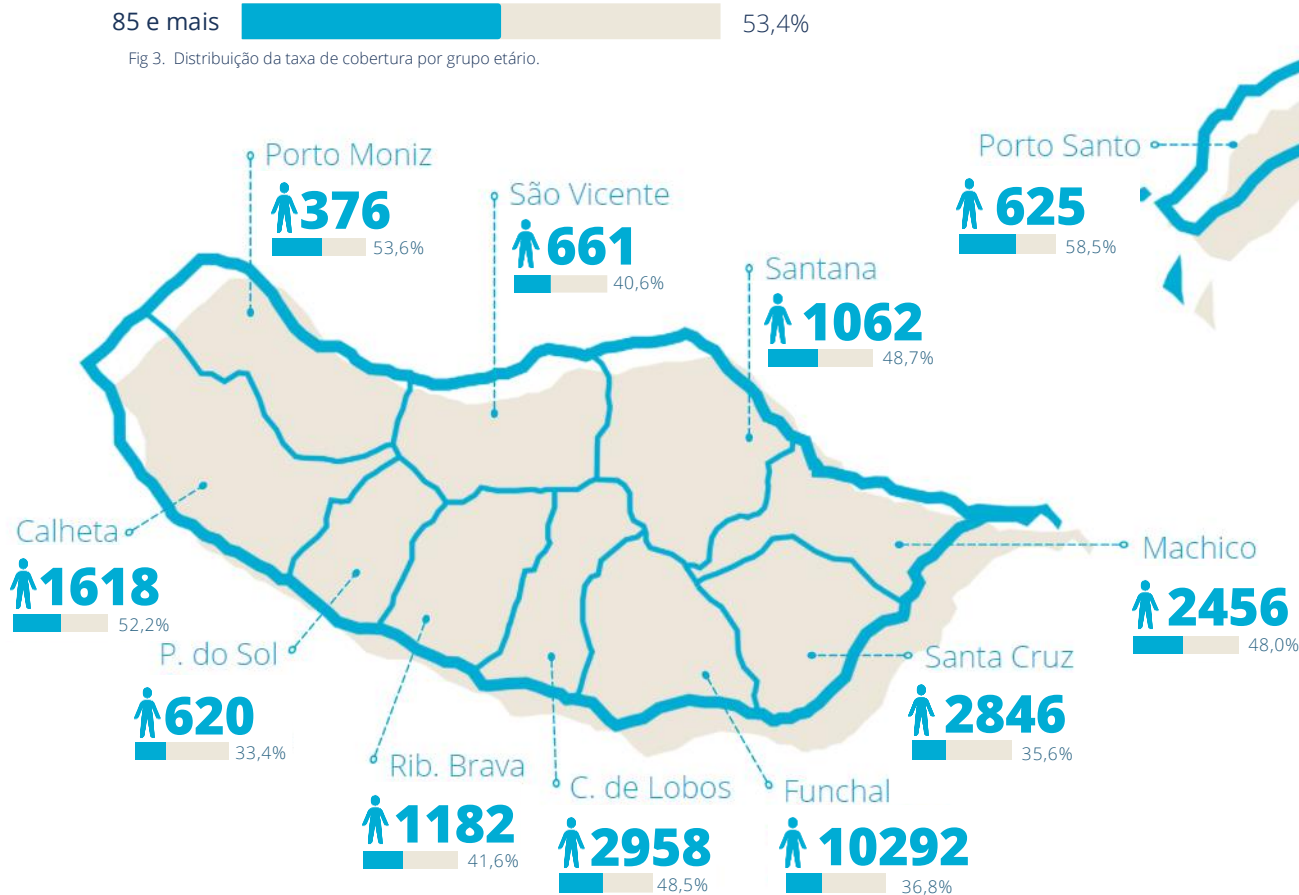 85 e mais 53,4%
Fig 3. Distribuição da taxa de cobertura por grupo etário.
Porto Moniz
376
53,6%
São Vicente
661
40,6%
Santana
1062
48,7%
Porto Santo
625
58,5%
Calheta
1618
52,2%
P. do Sol
620
33,4%
Rib. Brava
1182
41,6%
C. de Lobos
2958
48,5%
Funchal
10292
36,8%
Santa Cruz
2846
35,6%
Machico
2456
48,0%